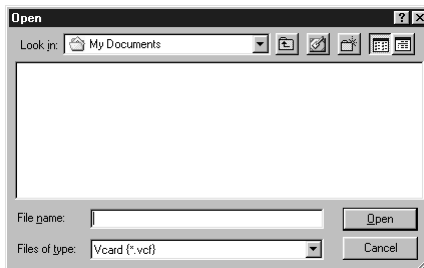 Open
Look in: My Documents
File name: Open
Files of type: Vcard {*.vcf} Cancel